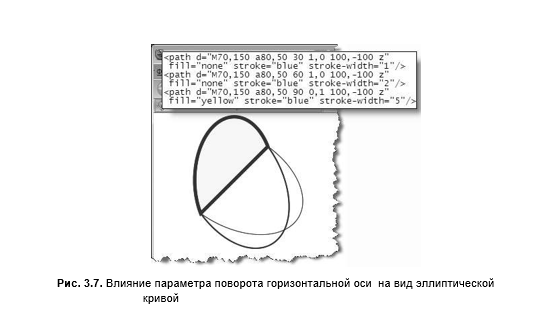 <path d="M70,150 a80,50 30 1,0 100,-100 z"
fill="none" stroke="blue" stroke-width="1"/>
<path d="M70,150 a80,50 60 1,0 100,-100 z"
fill="none" stroke="blue" stroke-width="2"/>
<path d="M70,150 a80,50 90 0,1 100,-100 z"
fill="yellow" stroke="blue" stroke-width="5"/>
Рис. 3.7. Влияние параметра поворота горизонтальной оси на вид эллиптической
кривой